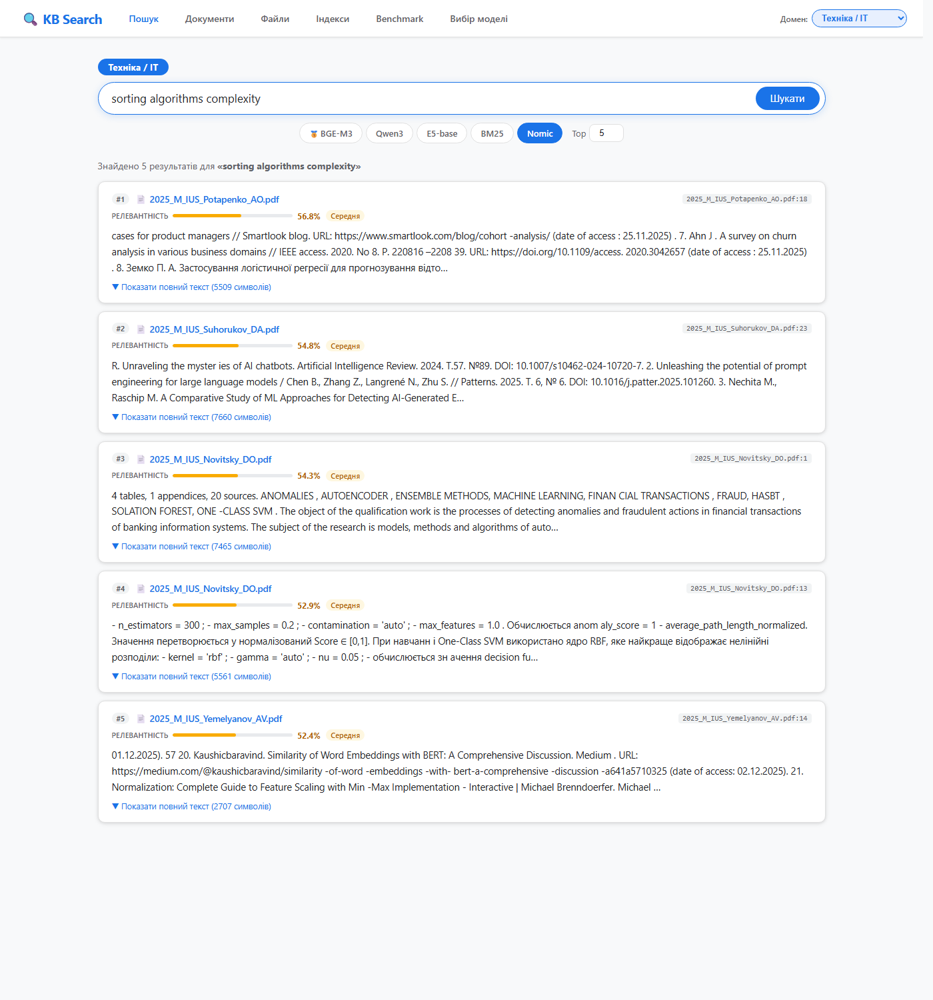 KB Search
Пошук
Документи
Файли
Індекси
Benchmark
Вибір моделі
Домен:
Техніка / IT
Техніка / IT
sorting algorithms complexity
Шукати
BGE-M3
Qwen3
E5-base
BM25
Nomic
Top
5
Знайдено 5 результатів для «sorting algorithms complexity»
#1
2025_M_IUS_Potapenko_AO.pdf
2025_M_IUS_Potapenko_AO.pdf:18
РЕЛЕВАНТНІСТЬ
56.8%
Середня
cases for product managers // Smartlook blog. URL: https://www.smartlook.com/blog/cohort -analysis/ (date of access : 25.11.2025) . 7. Ahn J . A survey on churn
analysis in various business domains // IEEE access. 2020. No 8. P. 220816 –2208 39. URL: https://doi.org/10.1109/access. 2020.3042657 (date of access : 25.11.2025)
. 8. Земко П. А. Застосування логістичної регресії для прогнозування відто...
▼ Показати повний текст (5509 символів)
#2
2025_M_IUS_Suhorukov_DA.pdf
2025_M_IUS_Suhorukov_DA.pdf:23
РЕЛЕВАНТНІСТЬ
54.8%
Середня
R. Unraveling the myster ies of AI chatbots. Artificial Intelligence Review. 2024. T.57. №89. DOI: 10.1007/s10462-024-10720-7. 2. Unleashing the potential of prompt
engineering for large language models / Chen B., Zhang Z., Langrené N., Zhu S. // Patterns. 2025. T. 6, № 6. DOI: 10.1016/j.patter.2025.101260. 3. Nechita M.,
Raschip M. A Comparative Study of ML Approaches for Detecting AI-Generated E...
▼ Показати повний текст (7660 символів)
#3
2025_M_IUS_Novitsky_DO.pdf
2025_M_IUS_Novitsky_DO.pdf:1
РЕЛЕВАНТНІСТЬ
54.3%
Середня
4 tables, 1 appendices, 20 sources. ANOMALIES , AUTOENCODER , ENSEMBLE METHODS, MACHINE LEARNING, FINAN CIAL TRANSACTIONS , FRAUD, HASBT ,
SOLATION FOREST, ONE -CLASS SVM . The object of the qualification work is the processes of detecting anomalies and fraudulent actions in financial transactions
of banking information systems. The subject of the research is models, methods and algorithms of auto...
▼ Показати повний текст (7465 символів)
#4
2025_M_IUS_Novitsky_DO.pdf
2025_M_IUS_Novitsky_DO.pdf:13
РЕЛЕВАНТНІСТЬ
52.9%
Середня
- n_estimators = 300 ; - max_samples = 0.2 ; - contamination = 'auto' ; - max_features = 1.0 . Обчислюється anom aly_score = 1 - average_path_length_normalized.
Значення перетворюється у нормалізований Score ∈ [0,1]. При навчанн і One-Class SVM використано ядро RBF, яке найкраще відображає нелінійні
розподіли: - kernel = 'rbf' ; - gamma = 'auto' ; - nu = 0.05 ; - обчислюється зн ачення decision fu...
▼ Показати повний текст (5561 символів)
#5
2025_M_IUS_Yemelyanov_AV.pdf
2025_M_IUS_Yemelyanov_AV.pdf:14
РЕЛЕВАНТНІСТЬ
52.4%
Середня
01.12.2025). 57 20. Kaushicbaravind. Similarity of Word Embeddings with BERT: A Comprehensive Discussion. Medium . URL:
https://medium.com/@kaushicbaravind/similarity -of-word -embeddings -with- bert-a-comprehensive -discussion -a641a5710325 (date of access: 02.12.2025). 21.
Normalization: Complete Guide to Feature Scaling with Min -Max Implementation - Interactive | Michael Brenndoerfer. Michael ...
▼ Показати повний текст (2707 символів)